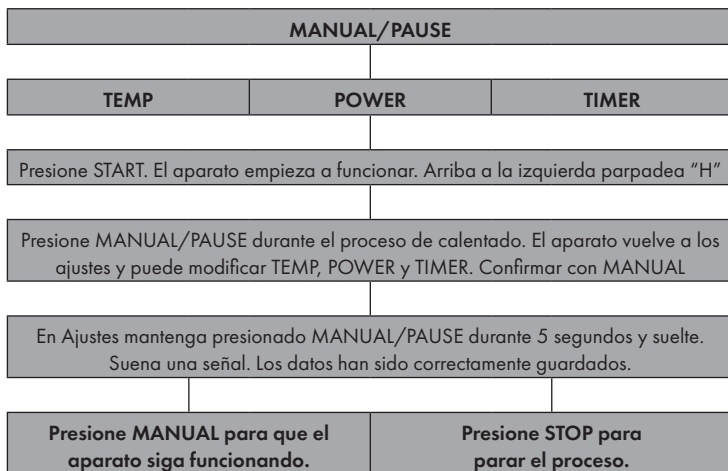 MANUAL/PAUSE
TEMP POWER TIMER
Presione START. El aparato empieza a funcionar. Arriba a la izquierda parpadea “H”
Presione MANUAL/PAUSE durante el proceso de calentado. El aparato vuelve a los
ajustes y puede modificar TEMP, POWER y TIMER. Confirmar con MANUAL
En Ajustes mantenga presionado MANUAL/PAUSE durante 5 segundos y suelte.
Suena una señal. Los datos han sido correctamente guardados.
Presione MANUAL para que el
aparato siga funcionando.
Presione STOP para
parar el proceso.